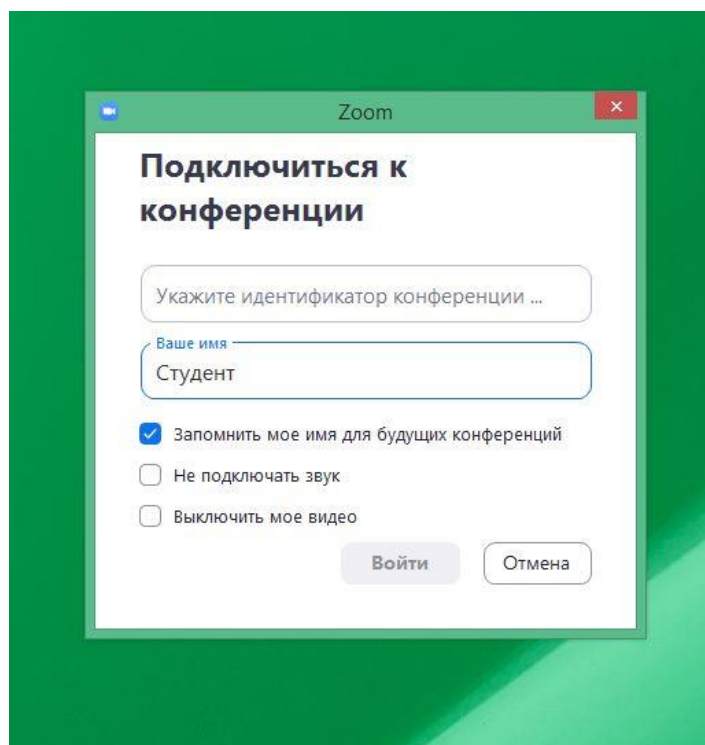 Zoom
Подключиться к
конференции
Укажите идентификатор конференции ...
Ваше имя
Студент
Запомнить мое имя для будущих конференций
Не подключать звук
Выключить мое видео
Войти
Отмена